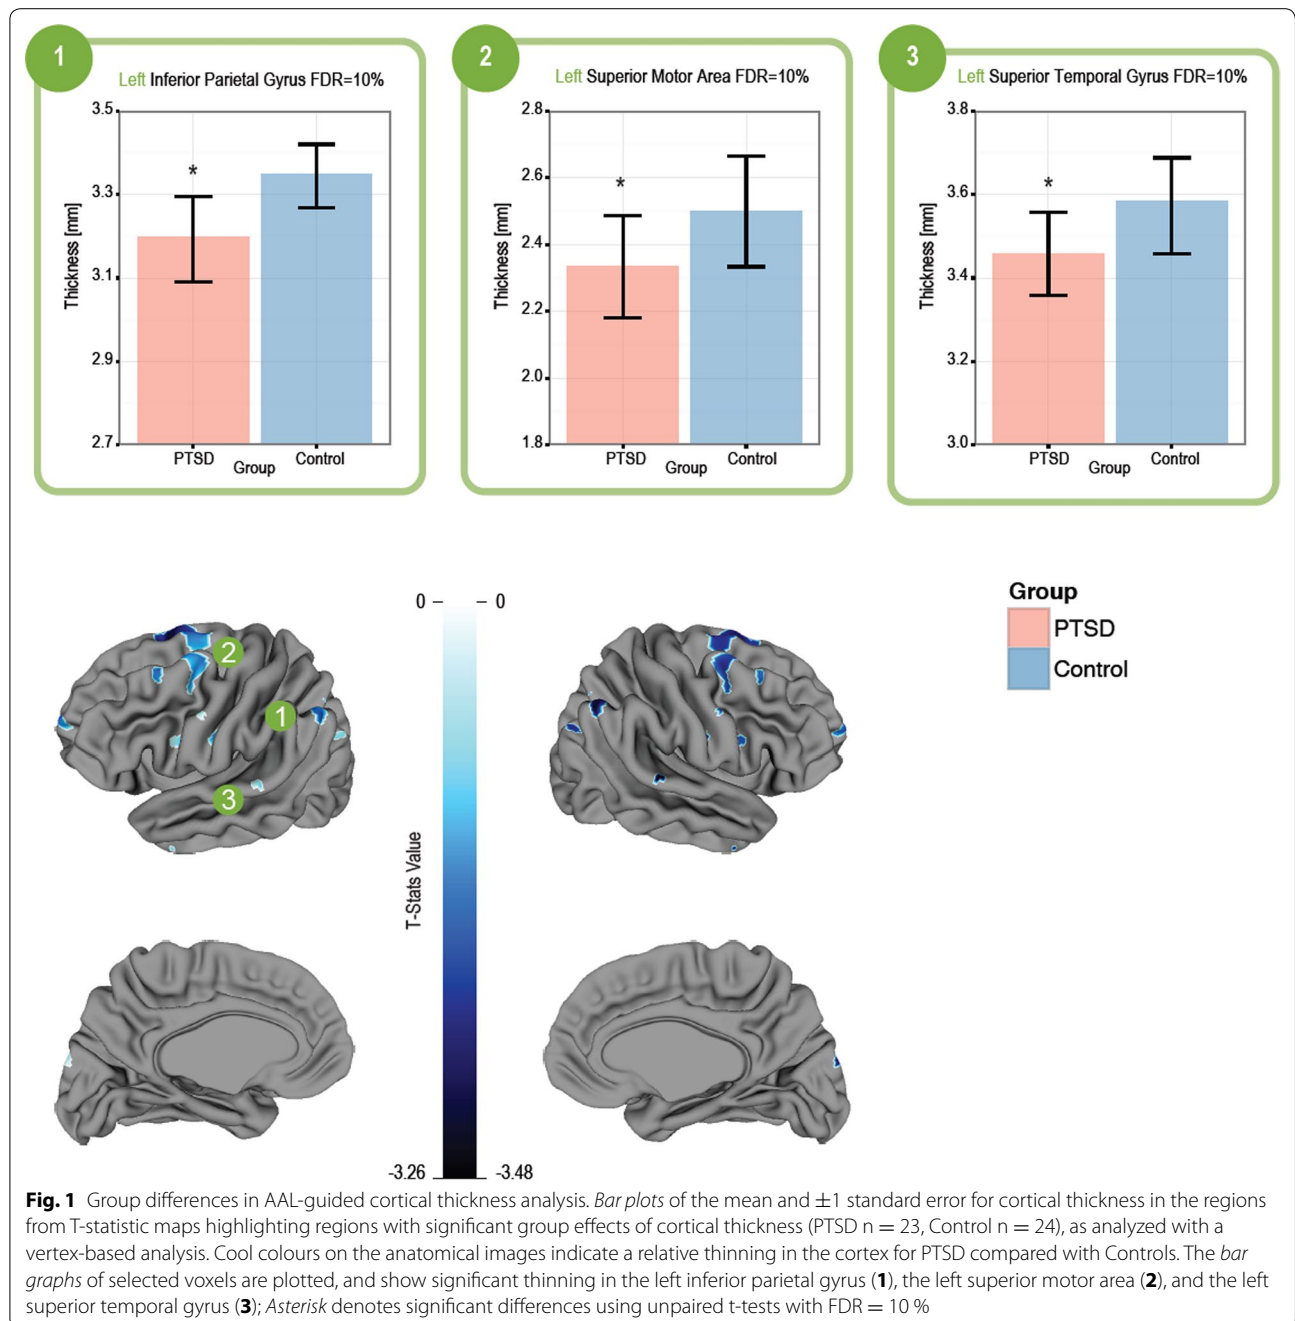 1
Left Inferior Parietal Gyrus FDR=10%
3.5
3.3
3.1
2.9
2.7
Thickness [mm]
*
PTSD
Control
Group
2
Left Superior Motor Area FDR=10%
2.8
2.6
2.4
2.2
2.0
1.8
Thickness [mm]
*
PTSD
Control
Group
3
Left Superior Temporal Gyrus FDR=10%
3.8
3.6
3.4
3.2
3.0
Thickness [mm]
*
PTSD
Control
Group
2
1
3
0
0
T-Stats Value
-3.26
-3.48
Group
PTSD
Control
Fig. 1 Group differences in AAL-guided cortical thickness analysis. Bar plots of the mean and ±1 standard error for cortical thickness in the regions
from T-statistic maps highlighting regions with significant group effects of cortical thickness (PTSD n = 23, Control n = 24), as analyzed with a
vertex-based analysis. Cool colours on the anatomical images indicate a relative thinning in the cortex for PTSD compared with Controls. The bar
graphs of selected voxels are plotted, and show significant thinning in the left inferior parietal gyrus (1), the left superior motor area (2), and the left
superior temporal gyrus (3); Asterisk denotes significant differences using unpaired t-tests with FDR = 10 %